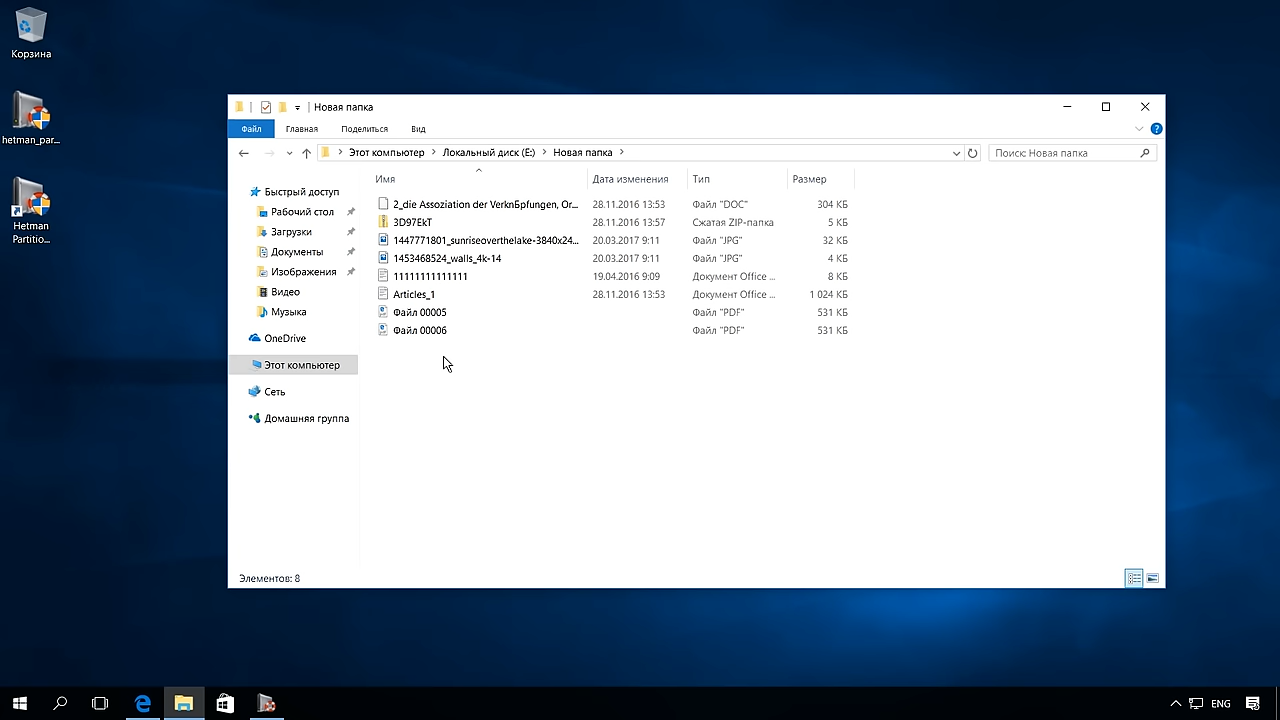 Корзина
hetman_par...
Hetman
Partitio...
Новая папка
Файл Главная Поделиться Вид
Этот компьютер Локальный диск (E:) Новая папка Поиск: Новая папка
Быстрый доступ
Рабочий стол
Загрузки
Документы
Изображения
Видео
Музыка
OneDrive
Этот компьютер
Сеть
Домашняя группа
Имя Дата изменения Тип Размер
2_die Assoziation der VerknБpfungen, Or... 28.11.2016 13:53 Файл "DOC" 304 КБ
3D97EkT 28.11.2016 13:57 Сжатая ZIP-папка 5 КБ
1447771801_sunriseoverthelake-3840x24... 20.03.2017 9:11 Файл "JPG" 32 КБ
1453468524_walls_4k-14 20.03.2017 9:11 Файл "JPG" 4 КБ
11111111111111 19.04.2016 9:09 Документ Office ... 8 КБ
Articles_1 28.11.2016 13:53 Документ Office ... 1 024 КБ
Файл 00005 Файл "PDF" 531 КБ
Файл 00006 Файл "PDF" 531 КБ
Элементов: 8
ENG